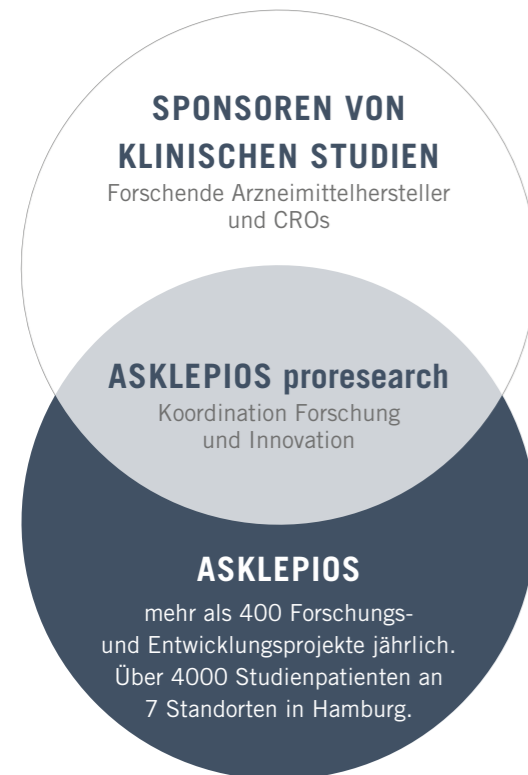 SPONSOREN VON
KLINISCHEN STUDIEN
Forschende Arzneimittelhersteller
und CROs
ASKLEPIOS proresearch
Koordination Forschung
und Innovation
ASKLEPIOS
mehr als 400 Forschungs-
und Entwicklungsprojekte jährlich.
Über 4000 Studienpatienten an
7 Standorten in Hamburg.